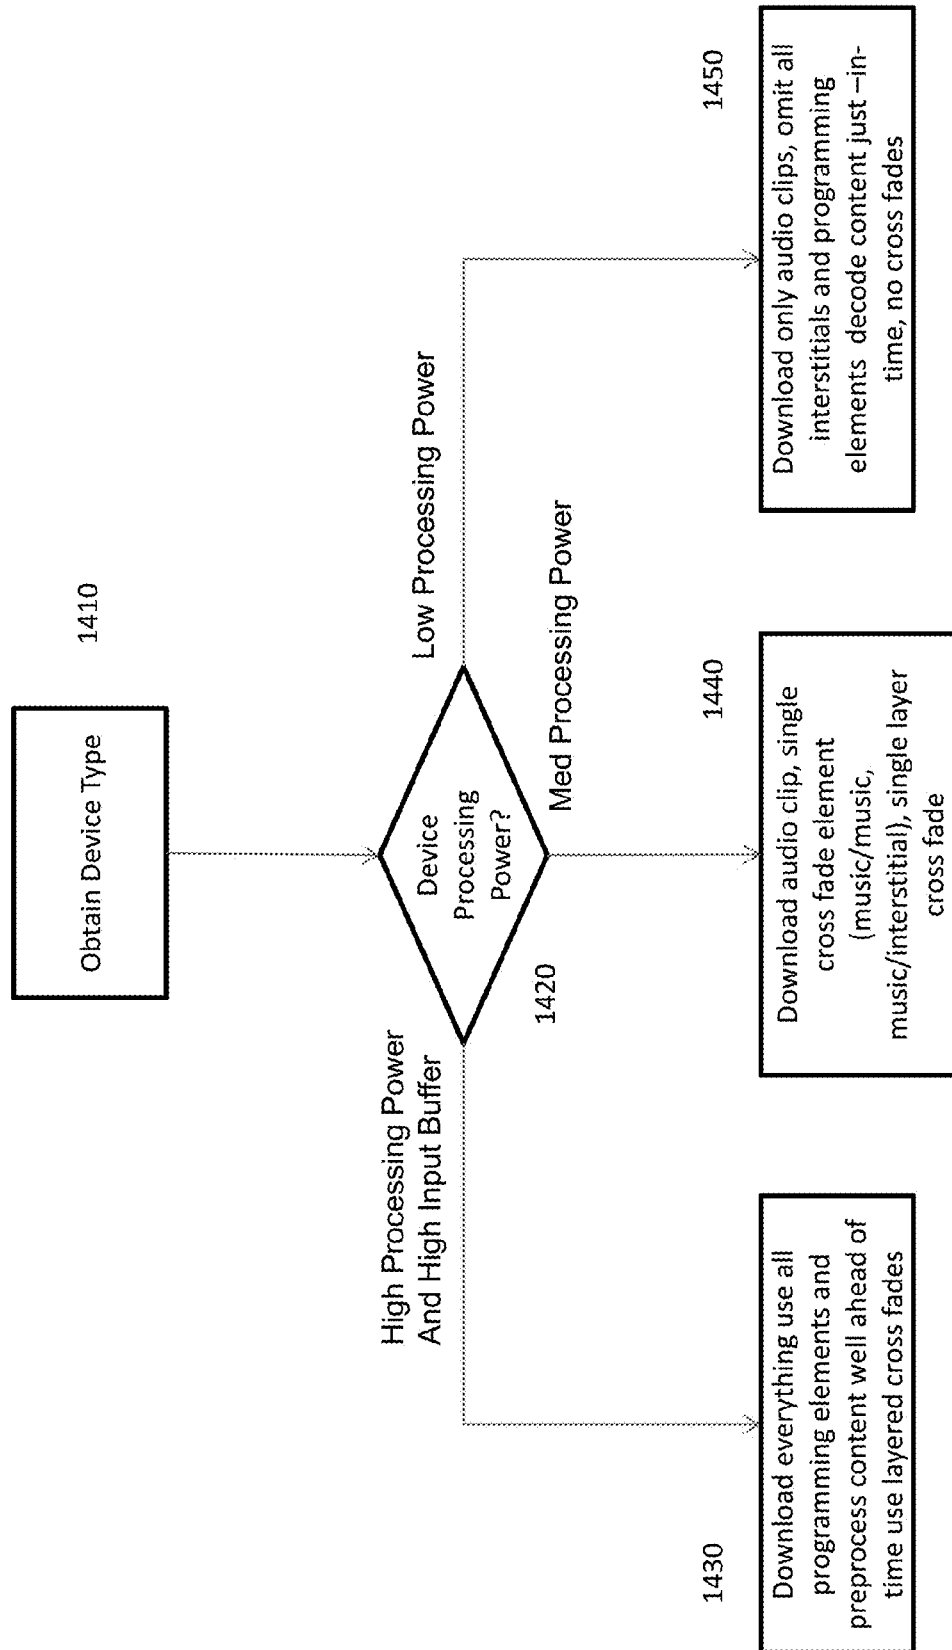 1410
Obtain Device Type
High Processing Power
And High Input Buffer
Device
Processing
Power?
Low Processing Power
1420
Med Processing Power
1430
Download everything use all
programming elements and
preprocess content well ahead of
time use layered cross fades
1440
Download audio clip, single
cross fade element
(music/music,
music/interstitial), single layer
cross fade
1450
Download only audio clips, omit all
interstitials and programming
elements  decode content just –in-
time, no cross fades